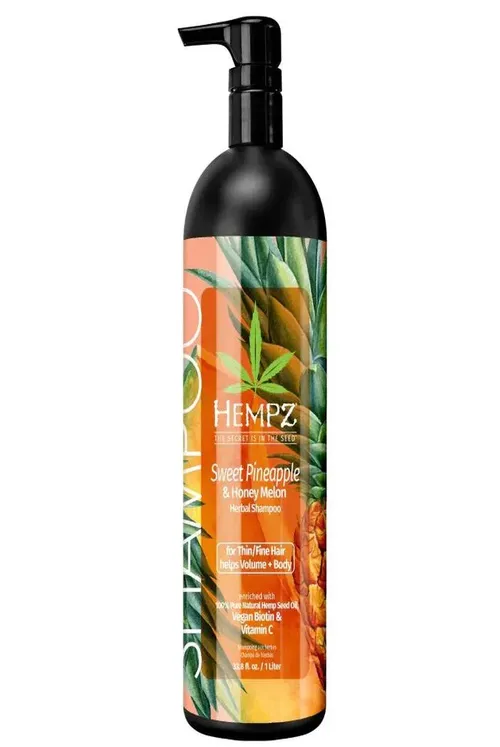 SHAMPOO
HEMPZ
THE SECRET IS IN THE SEED
Sweet Pineapple
& Honey Melon
Herbal Shampoo
for Thin/Fine Hair
helps Volume + Body
enriched with
100% Pure Natural Hemp Seed Oil,
Vegan Biotin &
Vitamin C
33.8 fl. oz. / 1 Liter